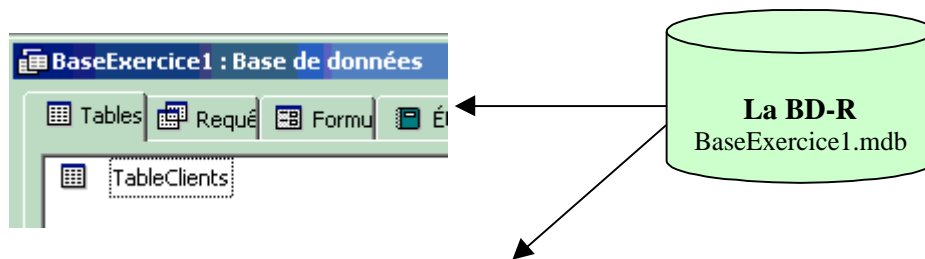 BaseExercice1 : Base de données
Tables Requê Formu É
TableClients
La BD-R
BaseExercice1.mdb